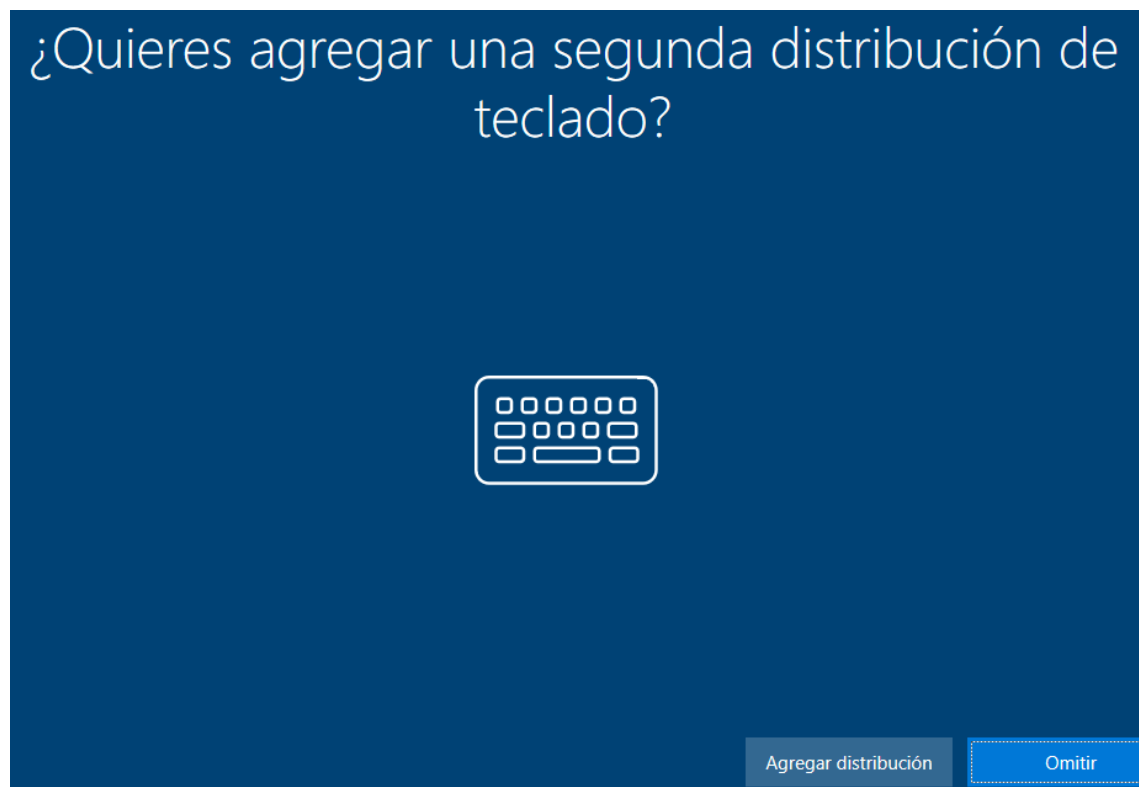 ¿Quieres agregar una segunda distribución de
teclado?
Agregar distribución
Omitir